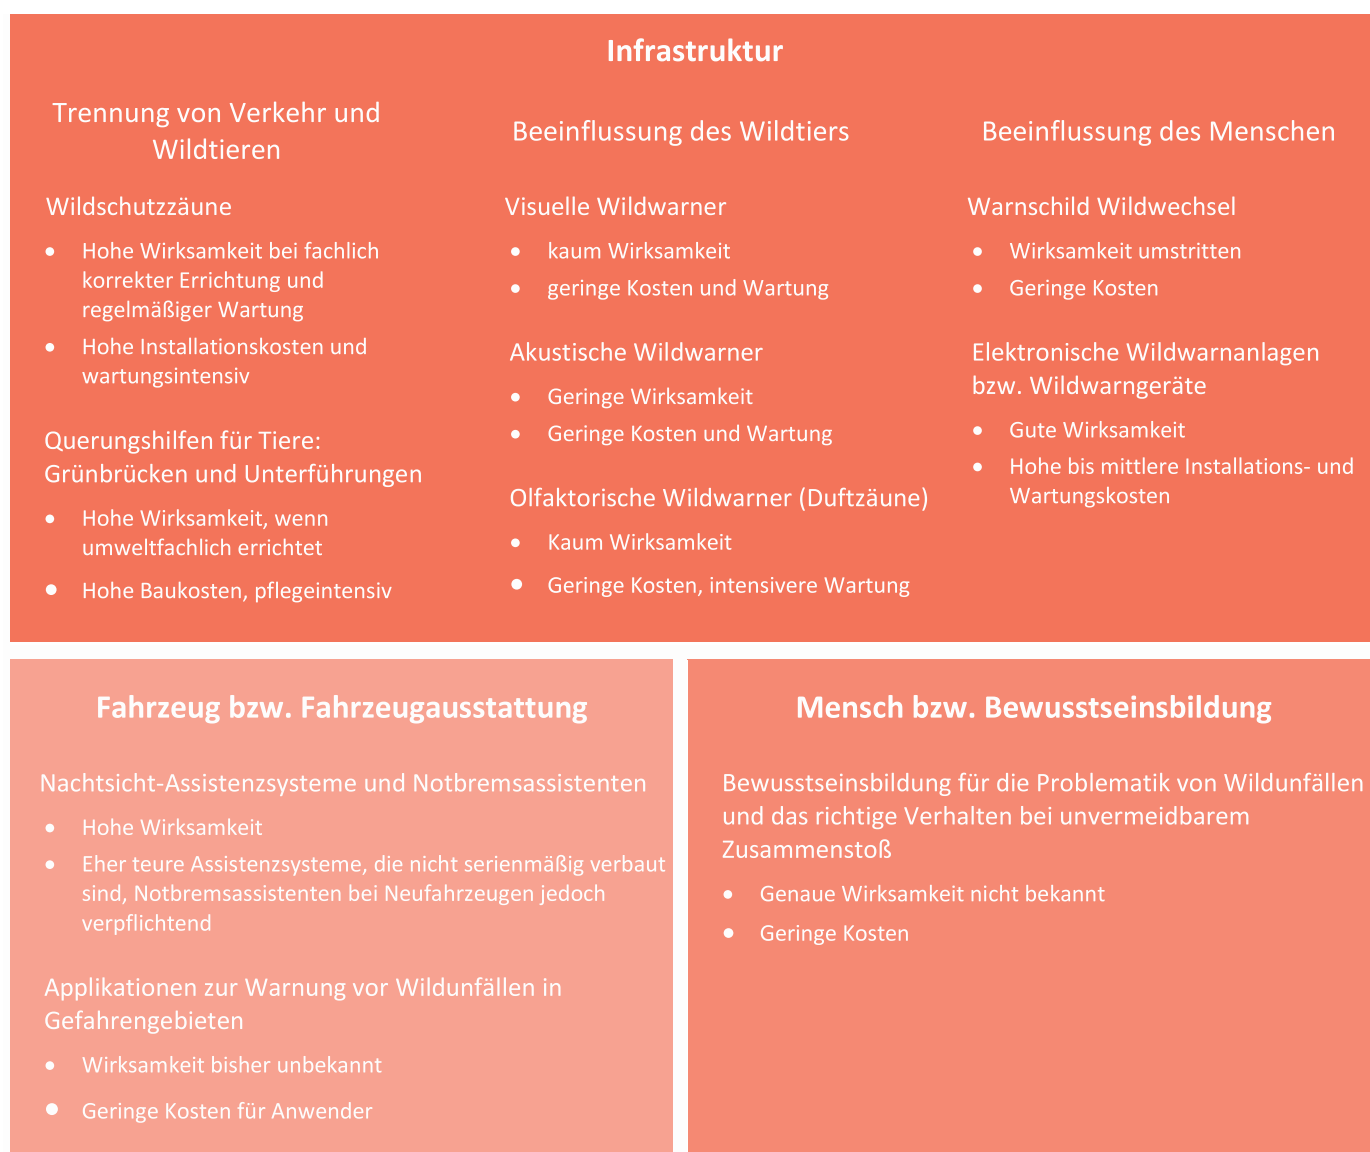 Infrastruktur
Trennung von Verkehr und
Wildtieren
Wildschutzzäune
• Hohe Wirksamkeit bei fachlich
korrekter Errichtung und
regelmäßiger Wartung
• Hohe Installationskosten und
wartungsintensiv
Querungshilfen für Tiere:
Grünbrücken und Unterführungen
• Hohe Wirksamkeit, wenn
umweltfachlich errichtet
• Hohe Baukosten, pflegeintensiv
Beeinflussung des Wildtiers
Visuelle Wildwarner
• kaum Wirksamkeit
• geringe Kosten und Wartung
Akustische Wildwarner
• Geringe Wirksamkeit
• Geringe Kosten und Wartung
Olfaktorische Wildwarner (Duftzäune)
• Kaum Wirksamkeit
• Geringe Kosten, intensivere Wartung
Beeinflussung des Menschen
Warnschild Wildwechsel
• Wirksamkeit umstritten
• Geringe Kosten
Elektronische Wildwarnanlagen
bzw. Wildwarngeräte
• Gute Wirksamkeit
• Hohe bis mittlere Installations- und
Wartungskosten
Fahrzeug bzw. Fahrzeugausstattung
Nachtsicht-Assistenzsysteme und Notbremsassistenten
• Hohe Wirksamkeit
• Eher teure Assistenzsysteme, die nicht serienmäßig verbaut
sind, Notbremsassistenten bei Neufahrzeugen jedoch
verpflichtend
Applikationen zur Warnung vor Wildunfällen in
Gefahrengebieten
• Wirksamkeit bisher unbekannt
• Geringe Kosten für Anwender
Mensch bzw. Bewusstseinsbildung
Bewusstseinsbildung für die Problematik von Wildunfällen
und das richtige Verhalten bei unvermeidbarem
Zusammenstoß
• Genaue Wirksamkeit nicht bekannt
• Geringe Kosten